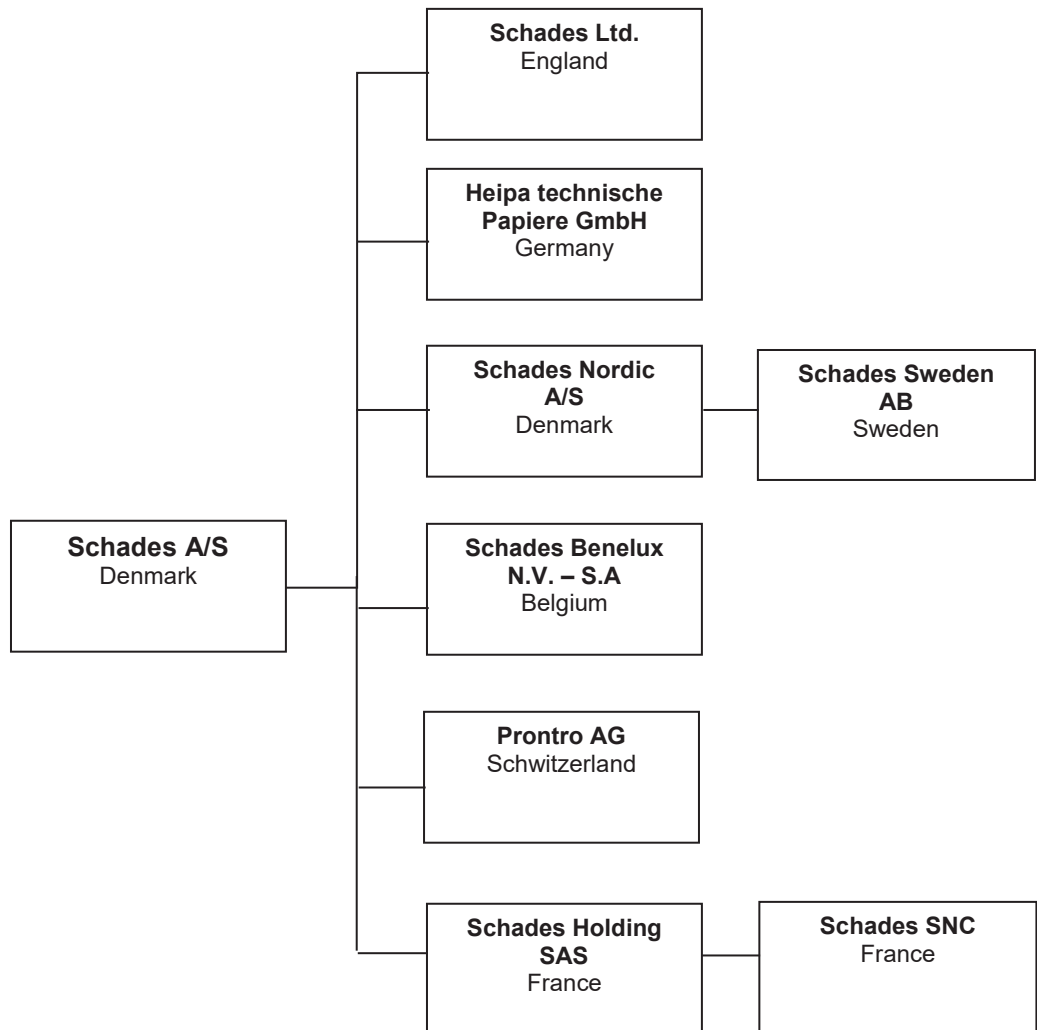 Schades Ltd.
England
Heipa technische
Papiere GmbH
Germany
Schades Nordic
A/S
Denmark
Schades Sweden
AB
Sweden
Schades A/S
Denmark
Schades Benelux
N.V. – S.A
Belgium
Prontro AG
Schwitzerland
Schades Holding
SAS
France
Schades SNC
France